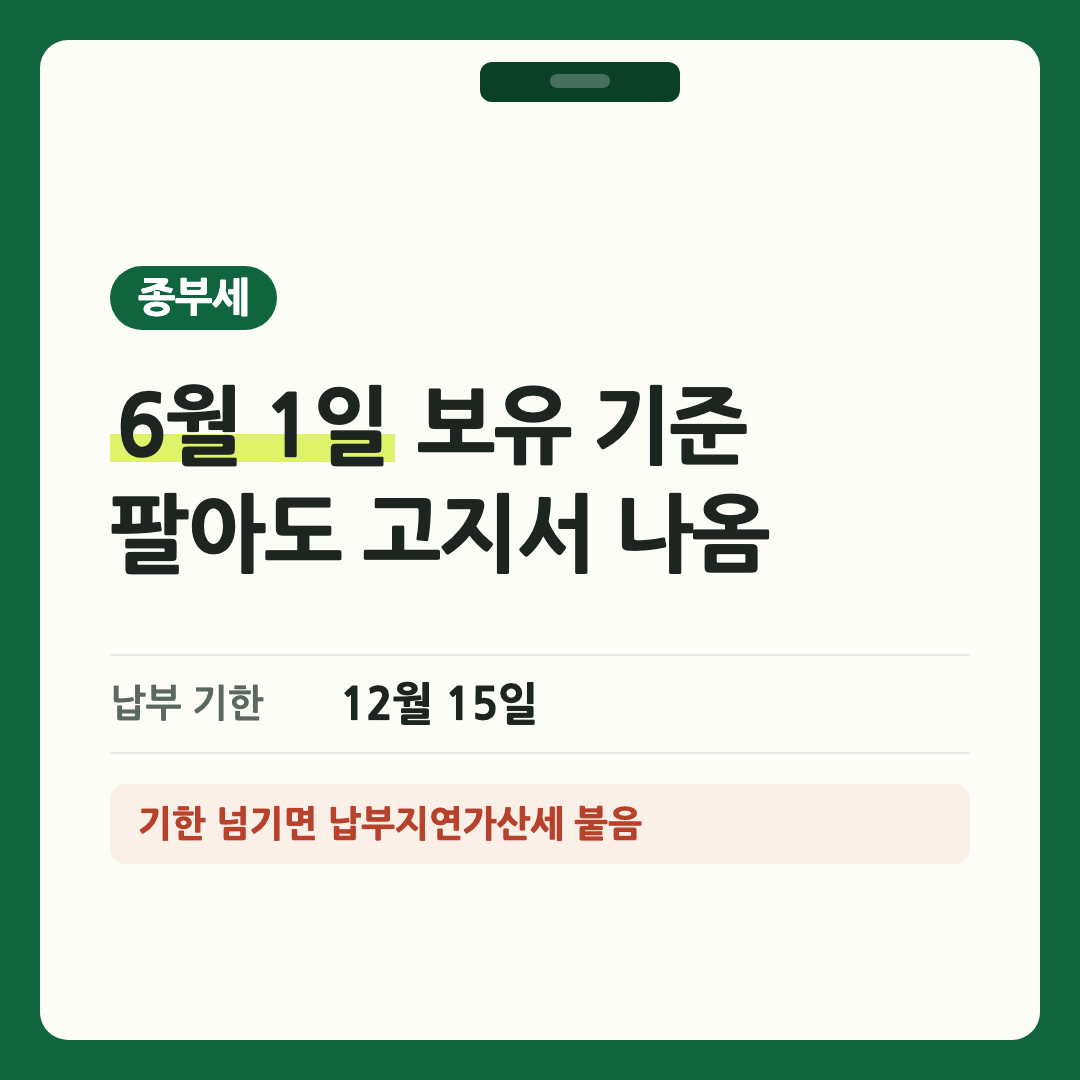 종부세
6월 1일 보유 기준
팔아도 고지서 나옴
납부 기한 12월 15일
기한 넘기면 납부지연가산세 붙음